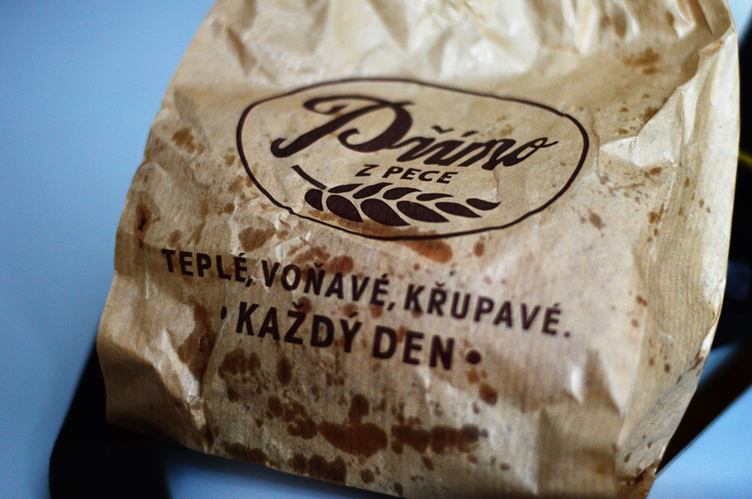 Přímo
Z PECE
TEPLÉ, VOŇAVÉ, KŘUPAVÉ.
• KAŽDÝ DEN •